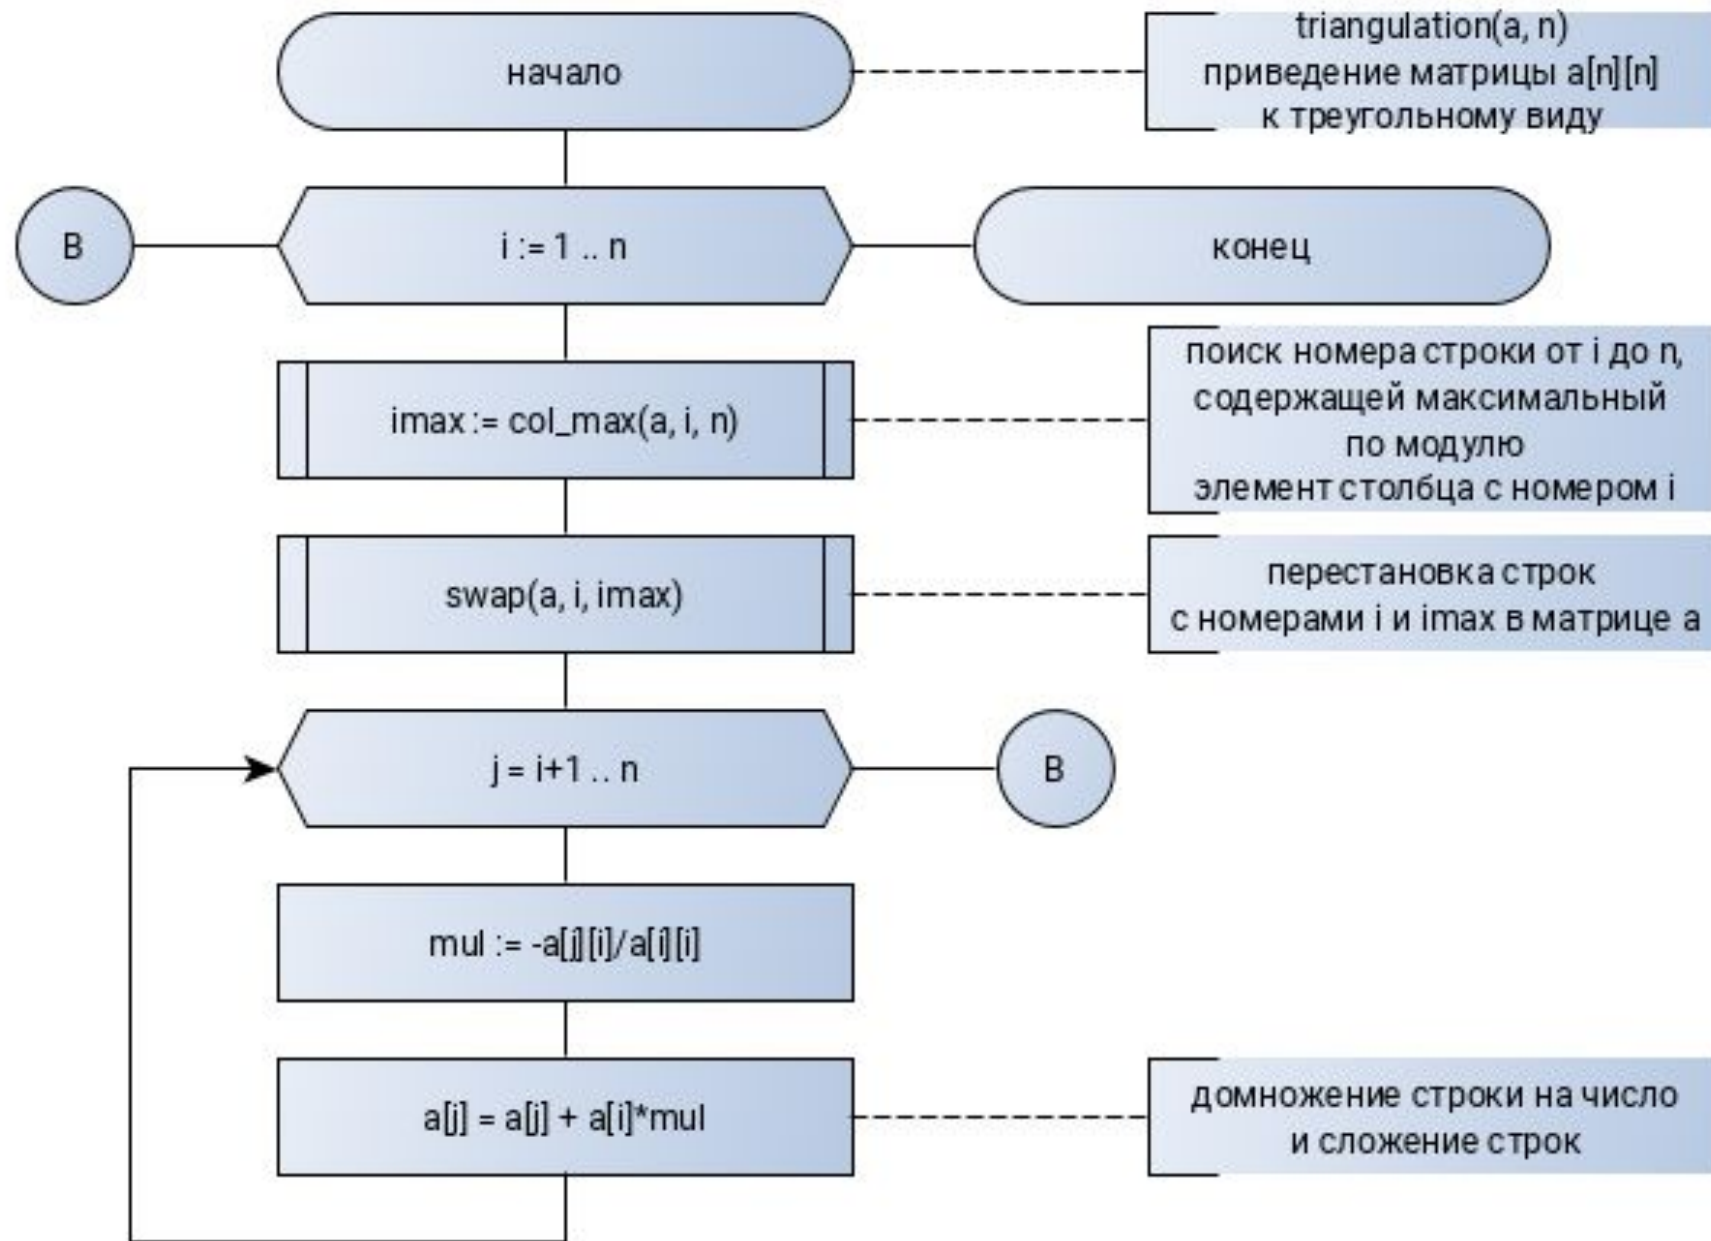 начало
triangulation(a, n)
приведение матрицы a[n][n]
к треугольному виду
B
i := 1 .. n
конец
imax := col_max(a, i, n)
поиск номера строки от i до n,
содержащей максимальный
по модулю
элемент столбца с номером i
swap(a, i, imax)
перестановка строк
с номерами i и imax в матрице a
j = i+1 .. n
B
mul := -a[j][i]/a[i][i]
a[j] = a[j] + a[i]*mul
домножение строки на число
и сложение строк